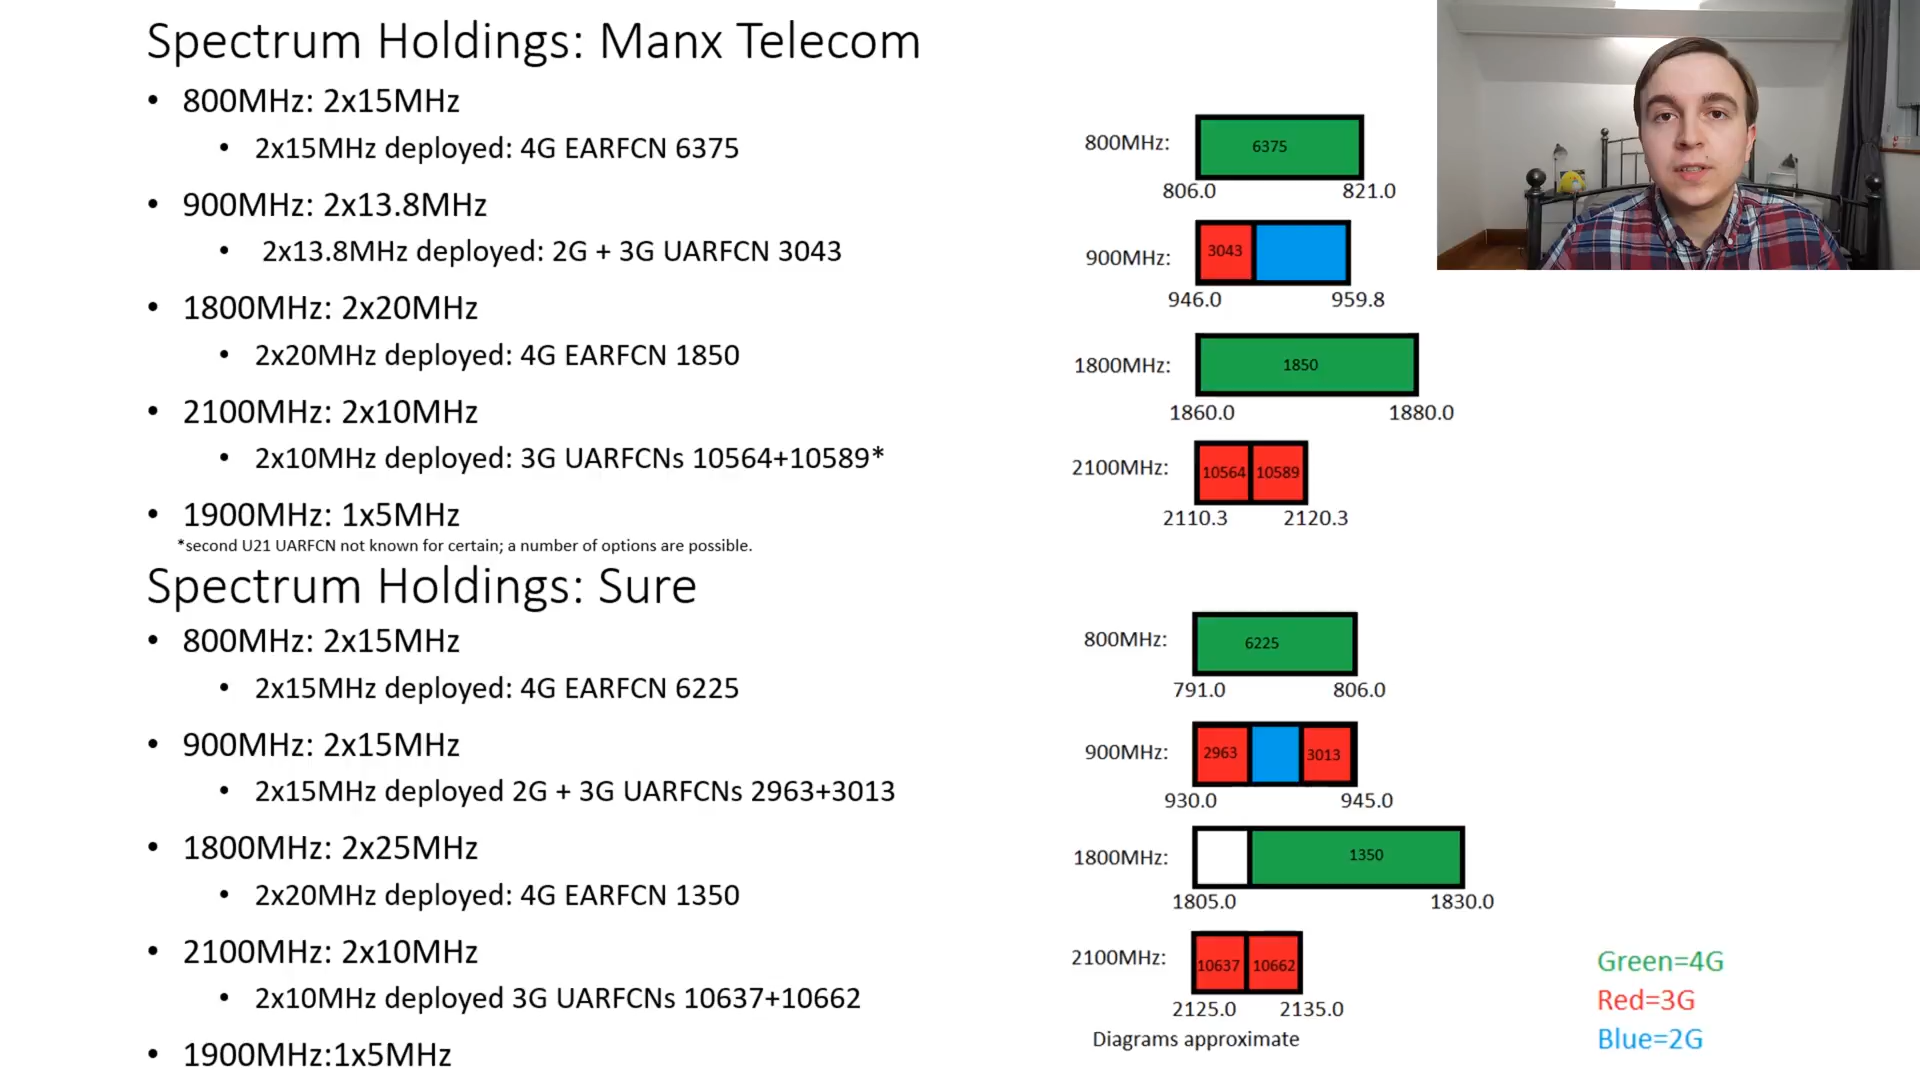 Spectrum Holdings: Manx Telecom
• 800MHz: 2x15MHz
• 2x15MHz deployed: 4G EARFCN 6375
• 900MHz: 2x13.8MHz
• 2x13.8MHz deployed: 2G + 3G UARFCN 3043
• 1800MHz: 2x20MHz
• 2x20MHz deployed: 4G EARFCN 1850
• 2100MHz: 2x10MHz
• 2x10MHz deployed: 3G UARFCNs 10564+10589*
• 1900MHz: 1x5MHz
*second U21 UARFCN not known for certain; a number of options are possible.
800MHz:
6375
806.0 821.0
900MHz:
3043
946.0 959.8
1800MHz:
1850
1860.0 1880.0
2100MHz:
10564 10589
2110.3 2120.3
Spectrum Holdings: Sure
• 800MHz: 2x15MHz
• 2x15MHz deployed: 4G EARFCN 6225
• 900MHz: 2x15MHz
• 2x15MHz deployed 2G + 3G UARFCNs 2963+3013
• 1800MHz: 2x25MHz
• 2x20MHz deployed: 4G EARFCN 1350
• 2100MHz: 2x10MHz
• 2x10MHz deployed 3G UARFCNs 10637+10662
• 1900MHz:1x5MHz
800MHz:
6225
791.0 806.0
900MHz:
2963 3013
930.0 945.0
1800MHz:
1350
1805.0 1830.0
2100MHz:
10637 10662
2125.0 2135.0
Diagrams approximate
Green=4G
Red=3G
Blue=2G